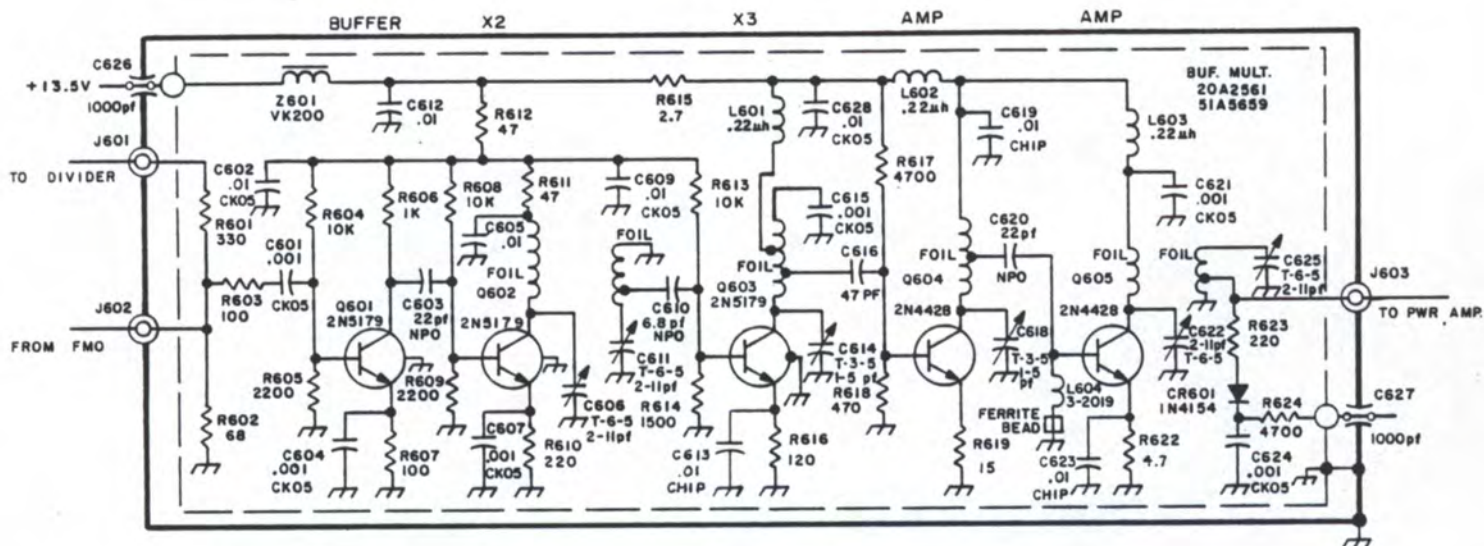 BUFFER X2 X3 AMP AMP
C626
+13.5V
1000pf
Z601
VK200
C612
.01
R612
47
R615
2.7
L601
.22µh
C628
.01
CK05
L602
.22µh
C619
.01
CHIP
L603
.22µh
BUF. MULT.
20A2561
51A5659
J601
TO DIVIDER
C602
.01
CK05
R601
330
R604
10K
R606
1K
R608
10K
R611
47
C609
.01
CK05
R613
10K
C615
.001
CK05
R617
4700
C620
22pf
NPO
C621
.001
CK05
C601
.001
CK05
R603
100
C605
.01
FOIL
Q602
2N5179
FOIL
C610
6.8pf
NPO
FOIL
Q603
2N5179
C616
47 PF
FOIL
Q604
2N4428
FOIL
Q605
2N4428
FOIL
C625
T-6-5
2-11pf
J603
TO PWR AMP.
J602
FROM FMO
Q601
2N5179
C603
22pf
NPO
C611
T-6-5
2-11pf
C614
T-3-5
1-5 pf
C618
T-3-5
1-5
pf
C622
2-11pf
T-6-5
R623
220
R605
2200
R609
2200
C606
T-6-5
2-11pf
R614
1500
R618
470
L604
3-2019
FERRITE
BEAD
CR601
1N4154
R624
4700
C627
1000pf
R602
68
C604
.001
CK05
R607
100
C607
.001
CK05
R610
220
C613
.01
CHIP
R616
120
R619
15
C623
.01
CHIP
R622
4.7
C624
.001
CK05